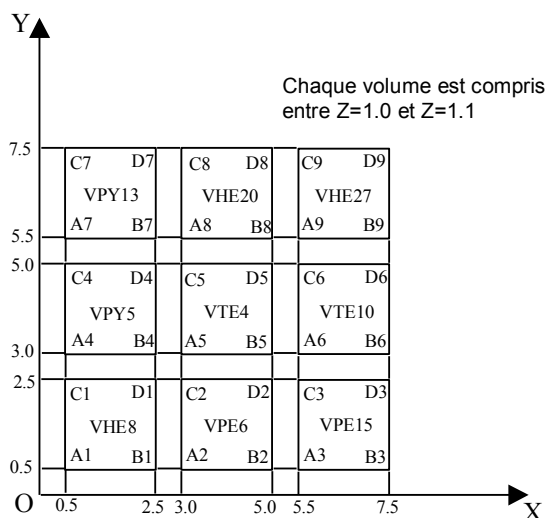 Y
Chaque volume est compris
entre Z=1.0 et Z=1.1
7.5
C7 D7 C8 D8 C9 D9
VPY13 VHE20 VHE27
A7 B7 A8 B8 A9 B9
5.5
5.0
C4 D4 C5 D5 C6 D6
VPY5 VTE4 VTE10
A4 B4 A5 B5 A6 B6
3.0
2.5
C1 D1 C2 D2 C3 D3
VHE8 VPE6 VPE15
A1 B1 A2 B2 A3 B3
0.5
O 0.5 2.5 3.0 5.0 5.5 7.5 X